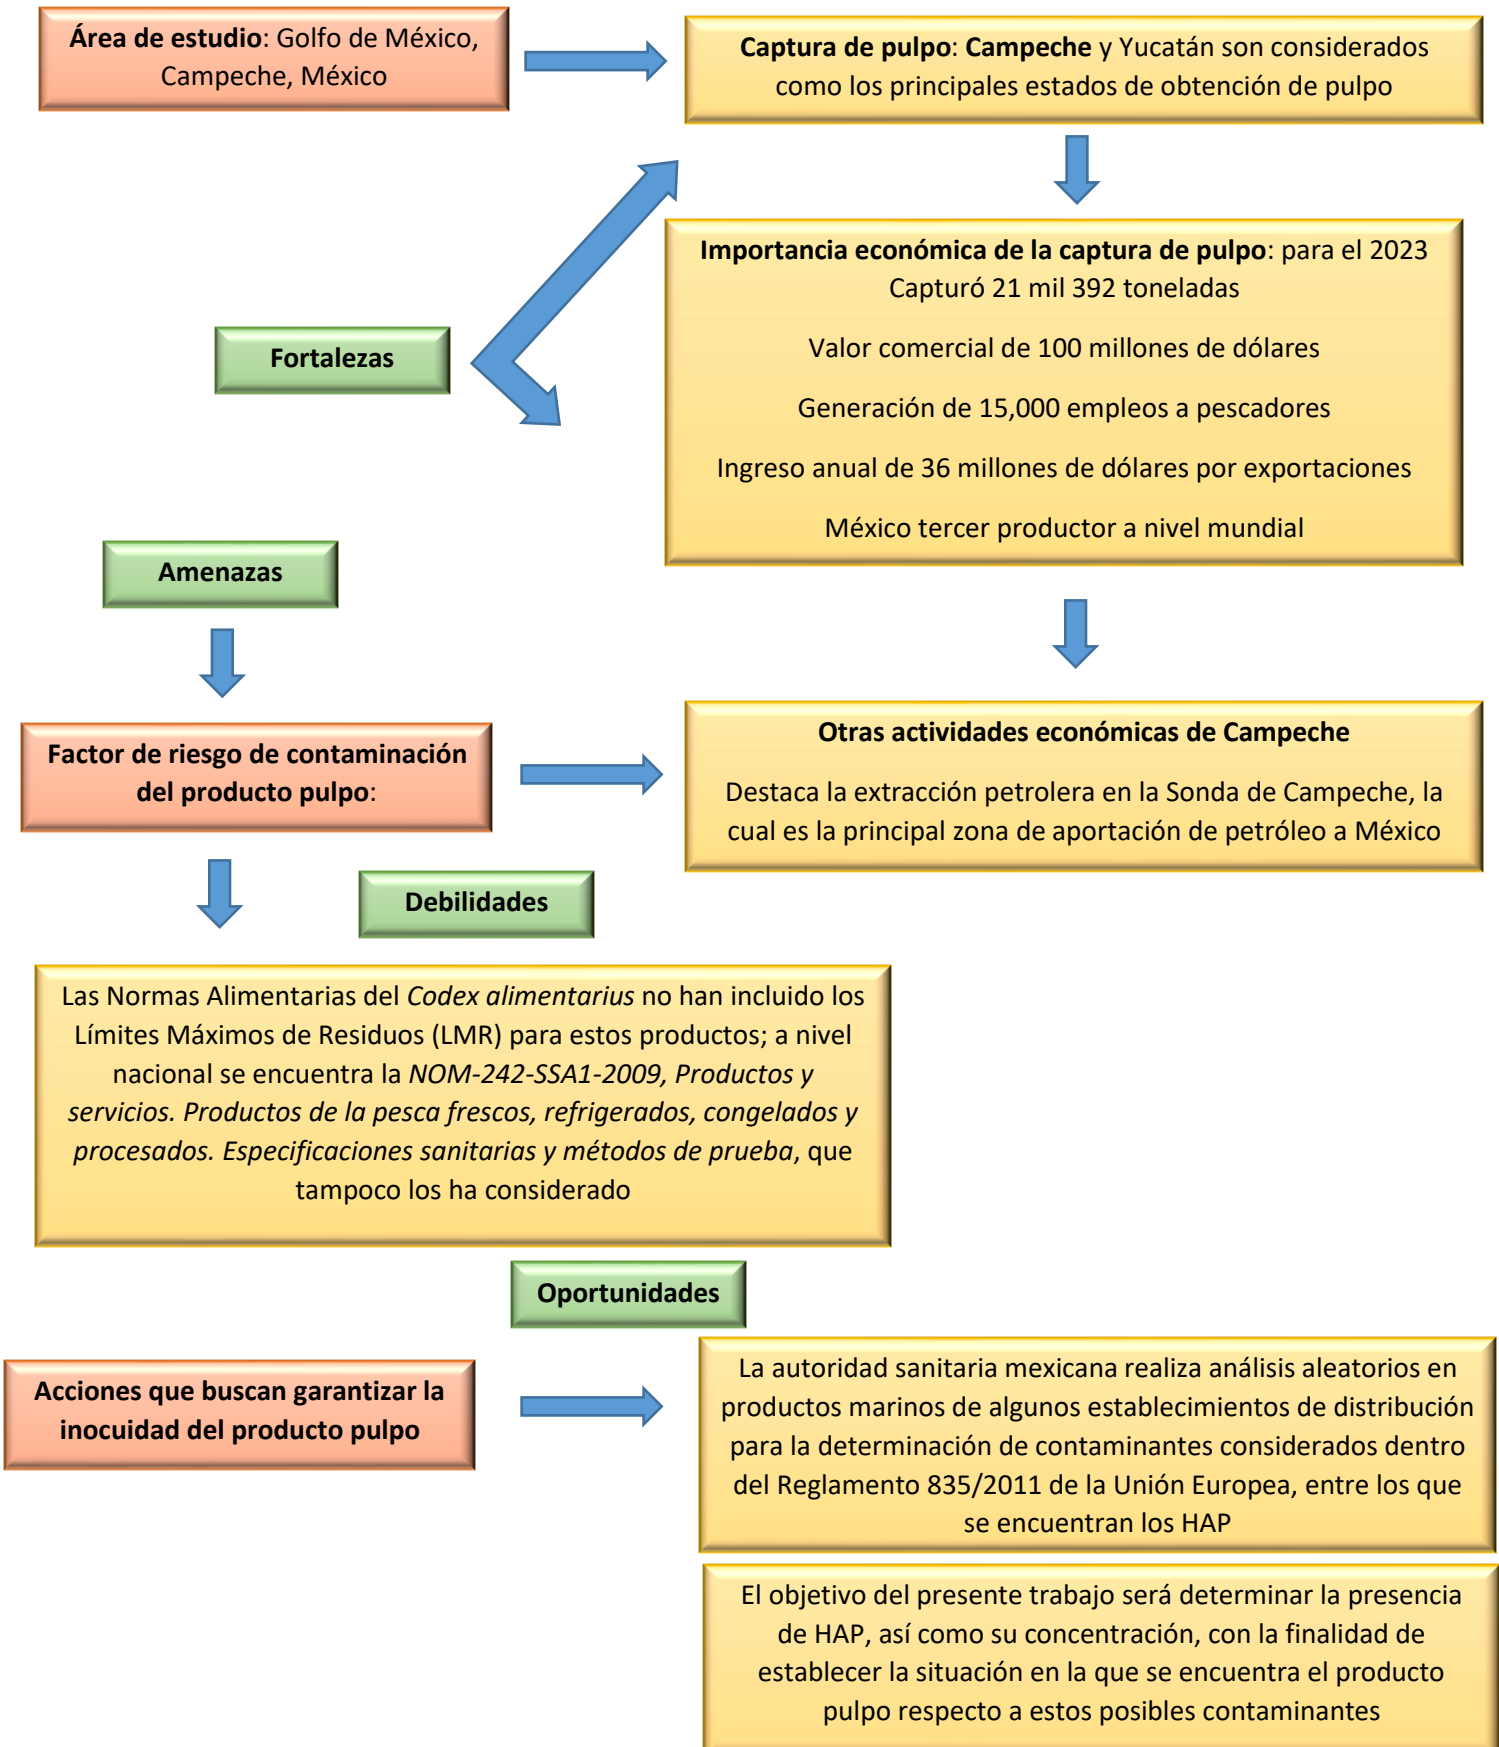 Área de estudio: Golfo de México,
Campeche, México
Captura de pulpo: Campeche y Yucatán son considerados
como los principales estados de obtención de pulpo
Importancia económica de la captura de pulpo: para el 2023
Capturó 21 mil 392 toneladas
Valor comercial de 100 millones de dólares
Generación de 15,000 empleos a pescadores
Ingreso anual de 36 millones de dólares por exportaciones
México tercer productor a nivel mundial
Fortalezas
Amenazas
Factor de riesgo de contaminación
del producto pulpo:
Otras actividades económicas de Campeche
Destaca la extracción petrolera en la Sonda de Campeche, la
cual es la principal zona de aportación de petróleo a México
Debilidades
Las Normas Alimentarias del Codex alimentarius no han incluido los
Límites Máximos de Residuos (LMR) para estos productos; a nivel
nacional se encuentra la NOM-242-SSA1-2009, Productos y
servicios. Productos de la pesca frescos, refrigerados, congelados y
procesados. Especificaciones sanitarias y métodos de prueba, que
tampoco los ha considerado
Oportunidades
Acciones que buscan garantizar la
inocuidad del producto pulpo
La autoridad sanitaria mexicana realiza análisis aleatorios en
productos marinos de algunos establecimientos de distribución
para la determinación de contaminantes considerados dentro
del Reglamento 835/2011 de la Unión Europea, entre los que
se encuentran los HAP
El objetivo del presente trabajo será determinar la presencia
de HAP, así como su concentración, con la finalidad de
establecer la situación en la que se encuentra el producto
pulpo respecto a estos posibles contaminantes